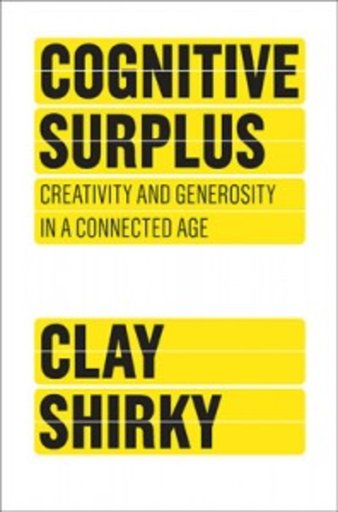 COGNITIVE
SURPLUS
CREATIVITY AND GENEROSITY
IN A CONNECTED AGE
CLAY
SHIRKY